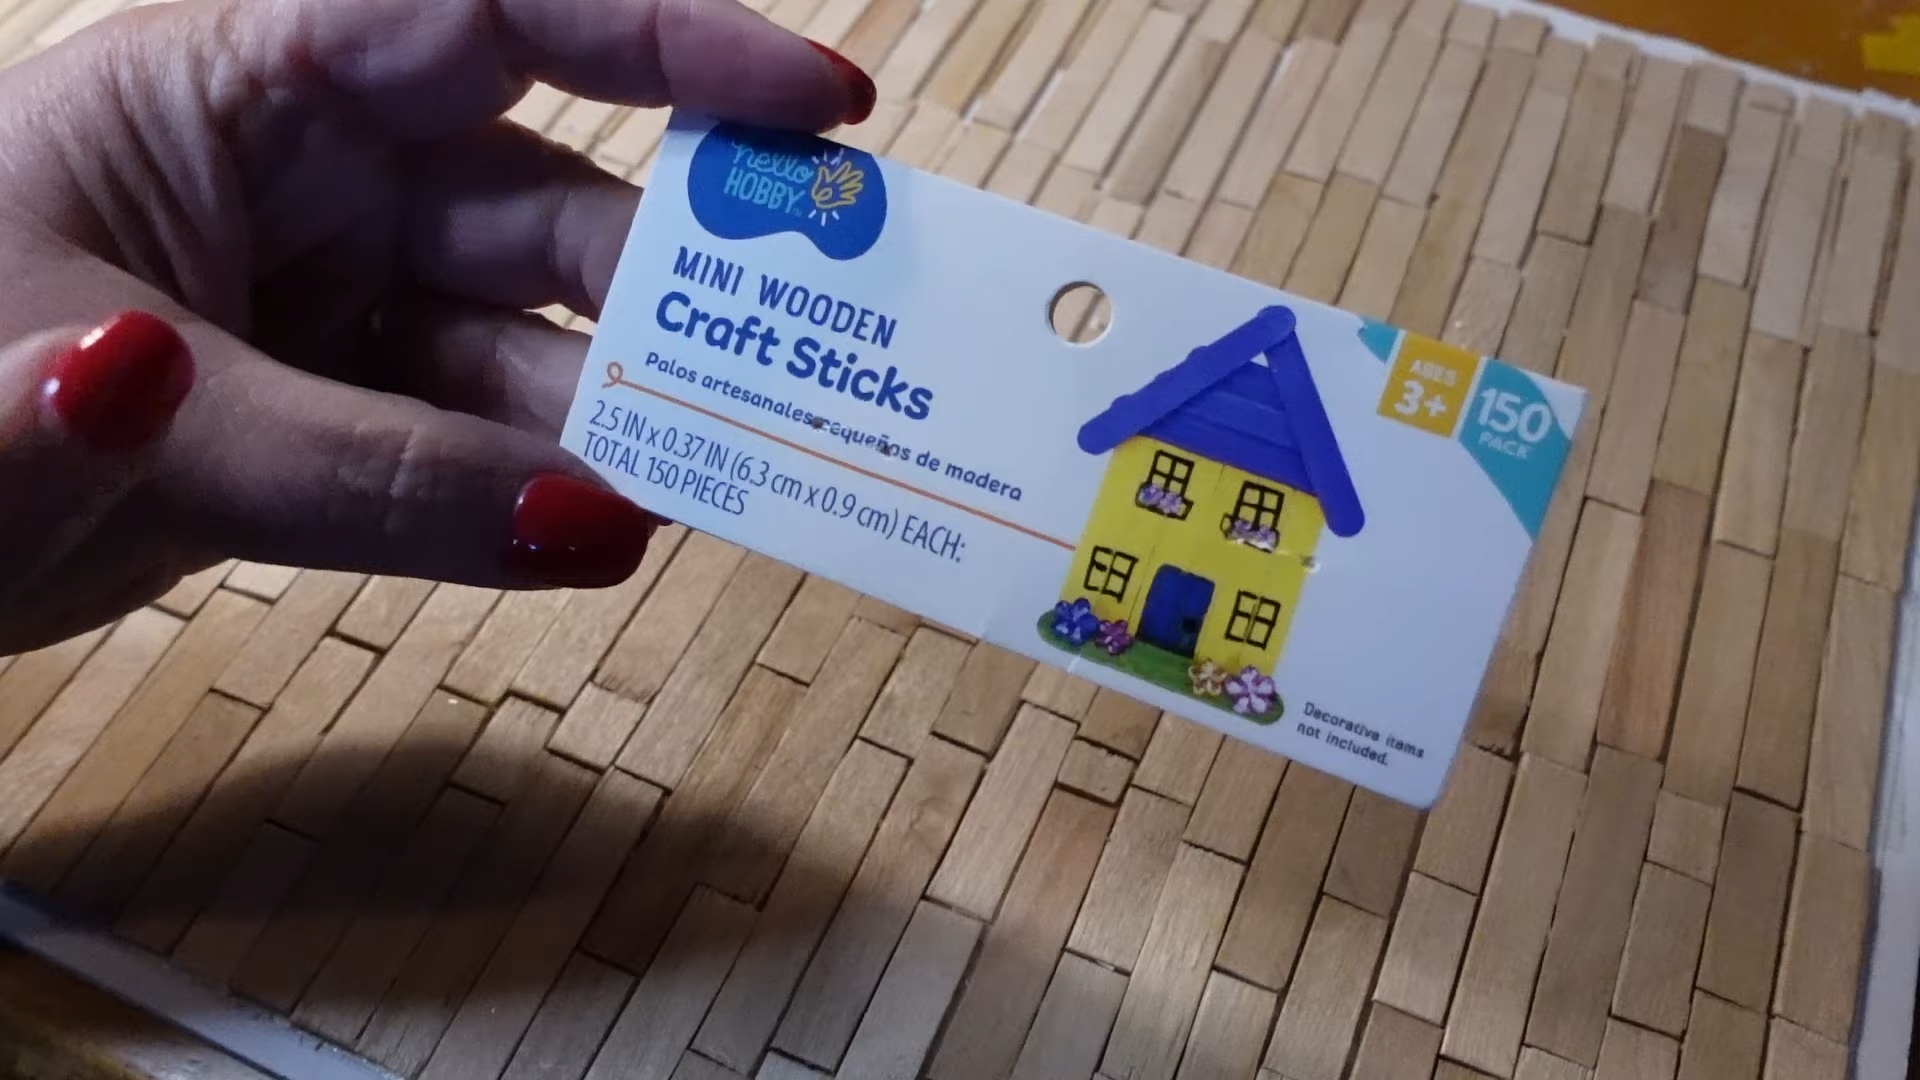 hello
HOBBY
MINI WOODEN
Craft Sticks
Palos artesanales pequeños de madera
2.5 IN x 0.37 IN (6.3 cm x 0.9 cm) EACH:
TOTAL 150 PIECES
AGES
3+
150
PACK
Decorative items
not included.